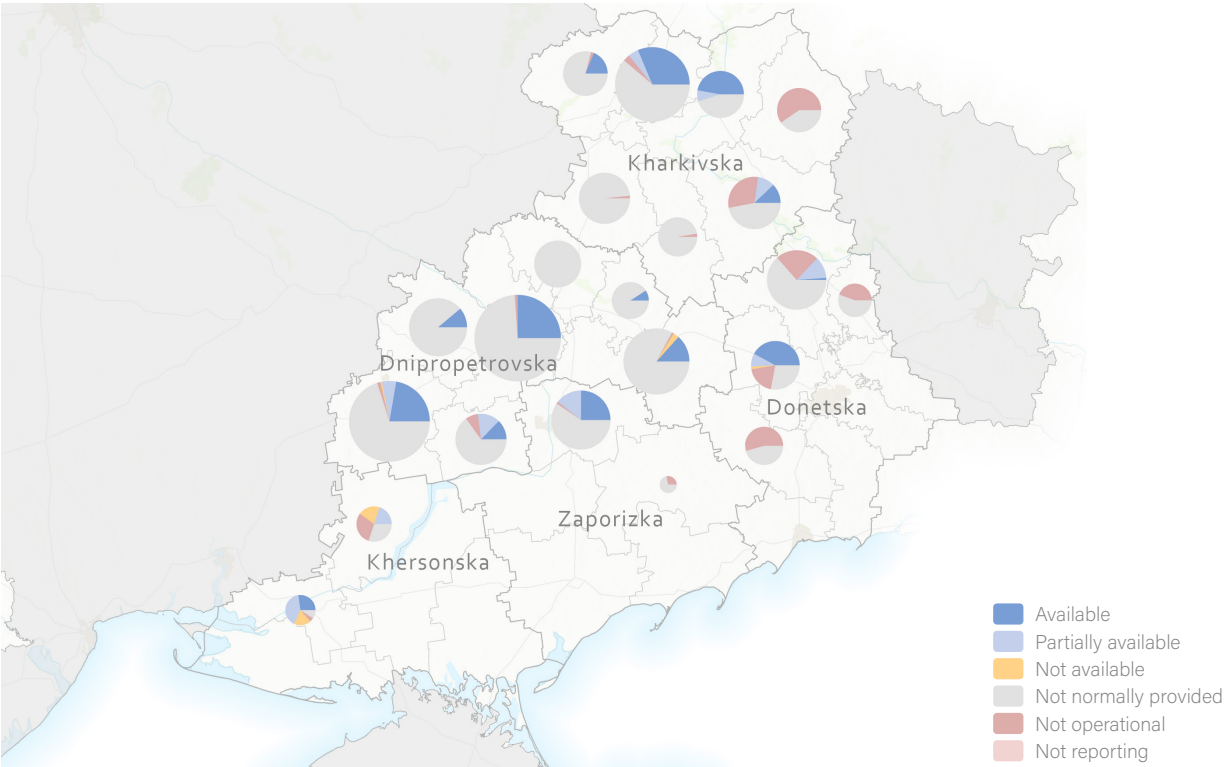 Kharkivska
Dnipropetrovska
Donetska
Zaporizka
Khersonska
Available
Partially available
Not available
Not normally provided
Not operational
Not reporting